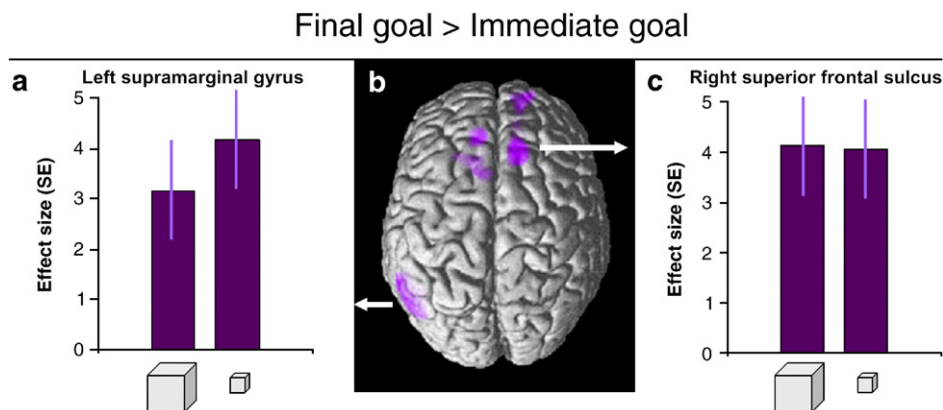 Final goal > Immediate goal
a
Left supramarginal gyrus
Effect size (SE)
5
4
3
2
1
0
b
c
Right superior frontal sulcus
Effect size (SE)
5
4
3
2
1
0